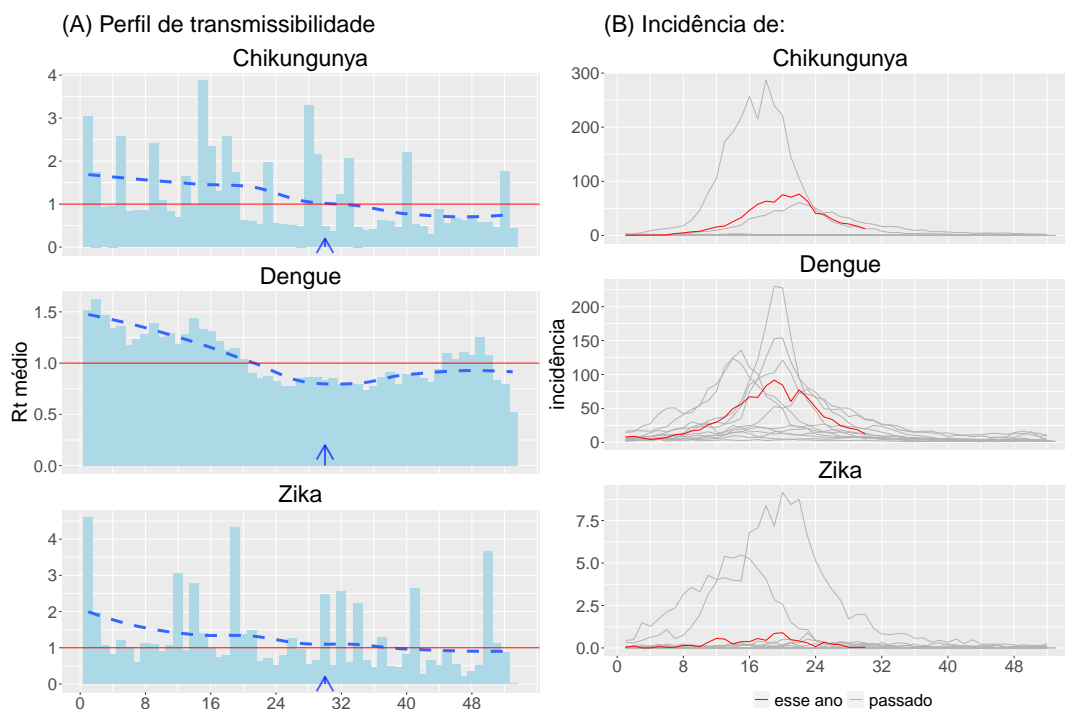 (A) Perfil de transmissibilidade
Chikungunya
4
3
2
1
0
Dengue
Rt médio
1.5
1.0
0.5
0.0
Zika
4
3
2
1
0
0 8 16 24 32 40 48
(B) Incidência de:
Chikungunya
300
200
100
0
Dengue
incidência
200
150
100
50
0
Zika
7.5
5.0
2.5
0.0
0 8 16 24 32 40 48
esse ano passado